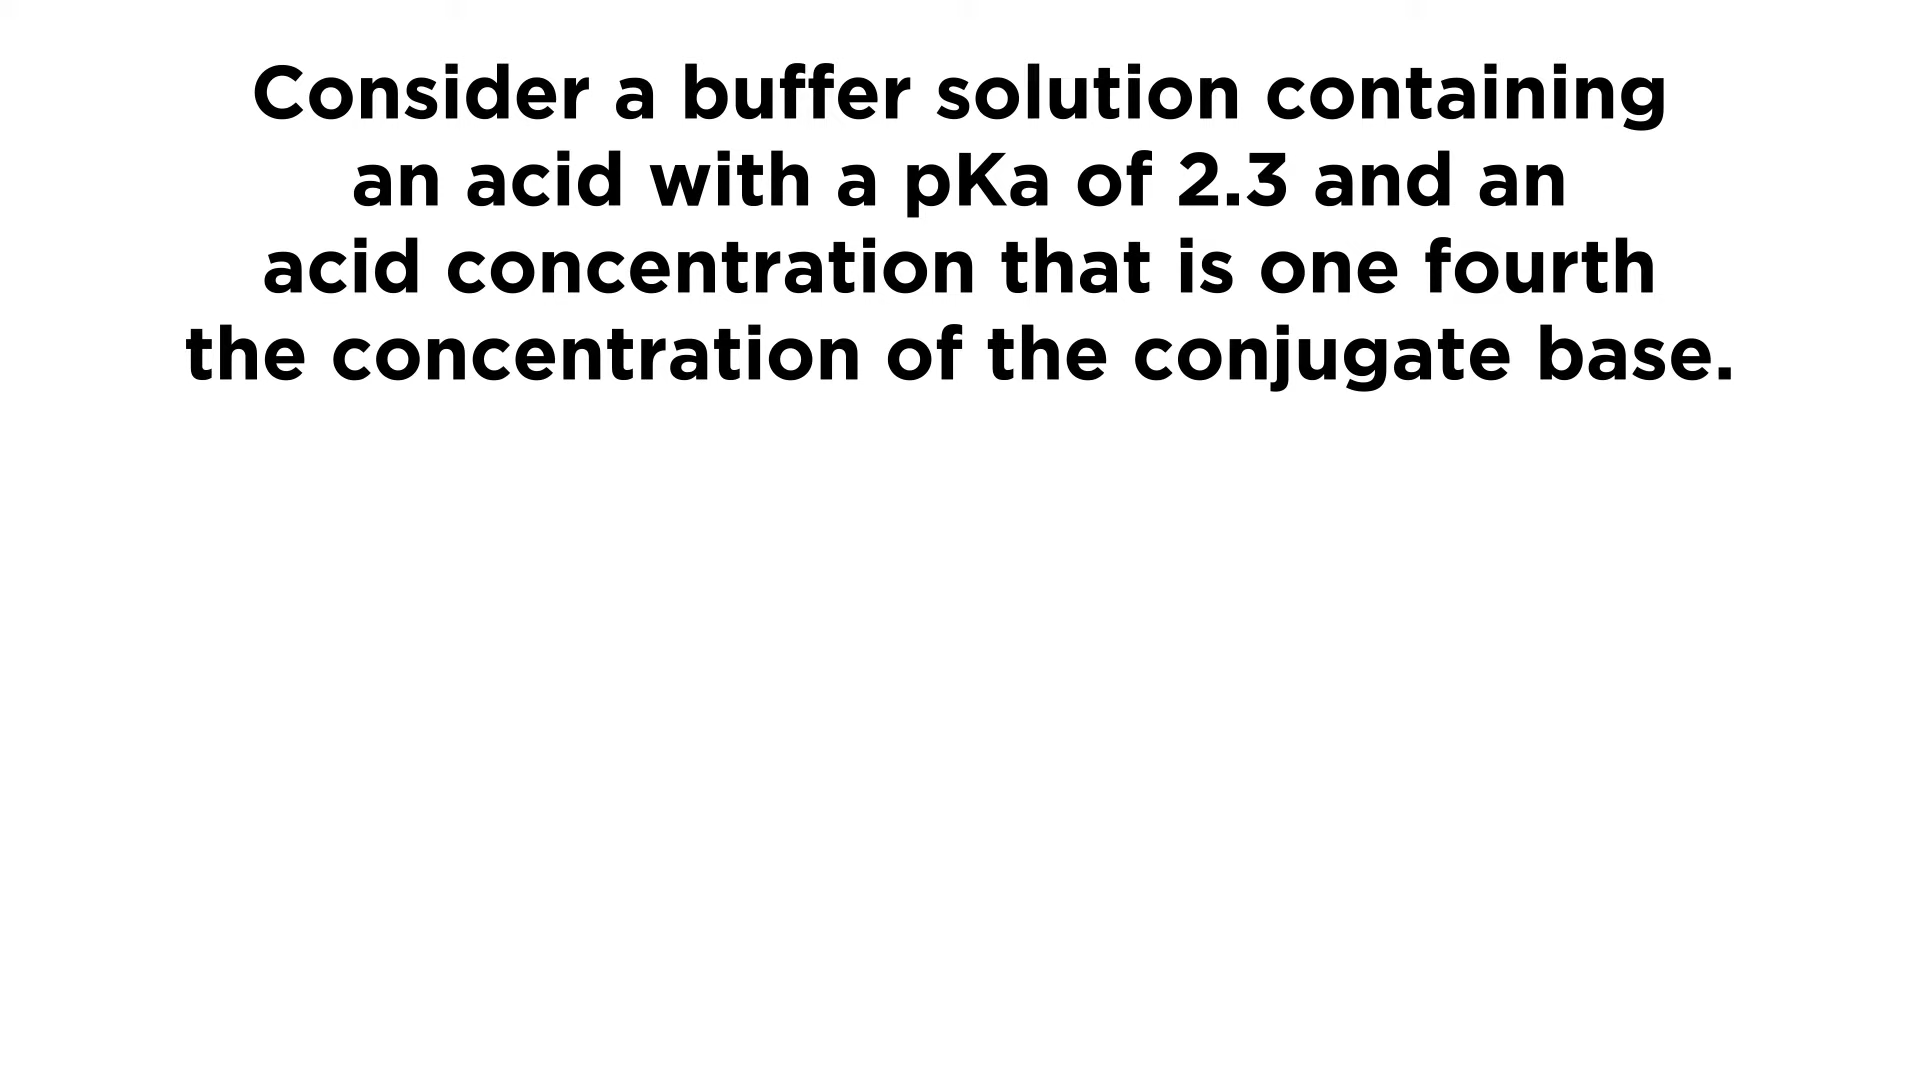 Consider a buffer solution containing
an acid with a pKa of 2.3 and an
acid concentration that is one fourth
the concentration of the conjugate base.